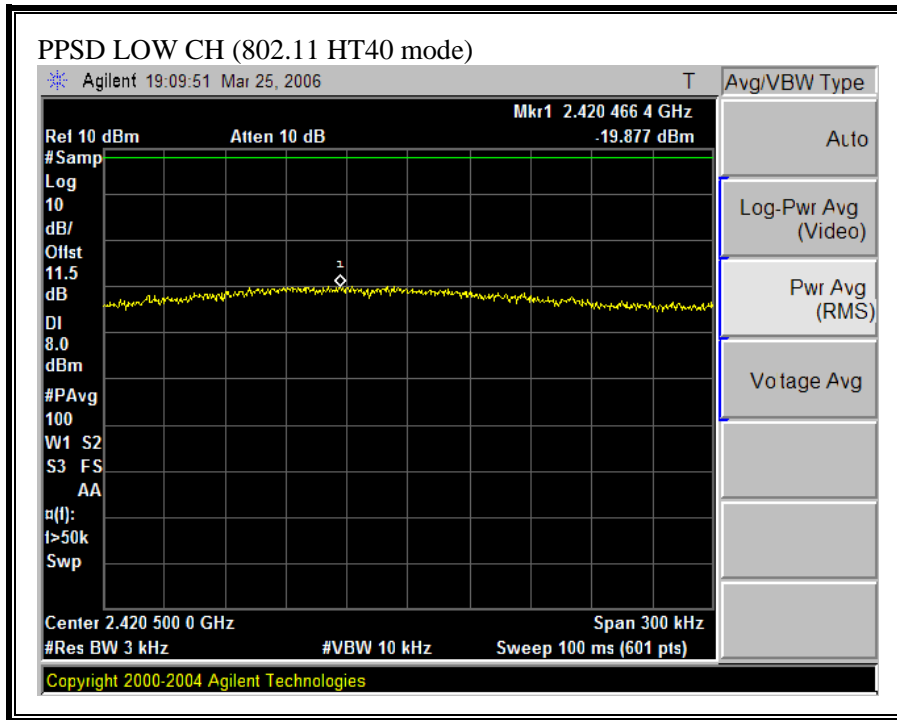 PPSD LOW CH (802.11 HT40 mode)
Agilent 19:09:51 Mar 25, 2006 T
Mkr1 2.420 466 4 GHz
Ref 10 dBm Atten 10 dB -19.877 dBm
#Samp
Log
10
dB/
Offst
11.5
dB
DI
8.0
dBm
#PAvg
100
W1 S2
S3 FS
AA
¤(f):
f>50k
Swp
1
Center 2.420 500 0 GHz Span 300 kHz
#Res BW 3 kHz #VBW 10 kHz Sweep 100 ms (601 pts)
Copyright 2000-2004 Agilent Technologies
Avg/VBW Type
Auto
Log-Pwr Avg
(Video)
Pwr Avg
(RMS)
Vo tage Avg